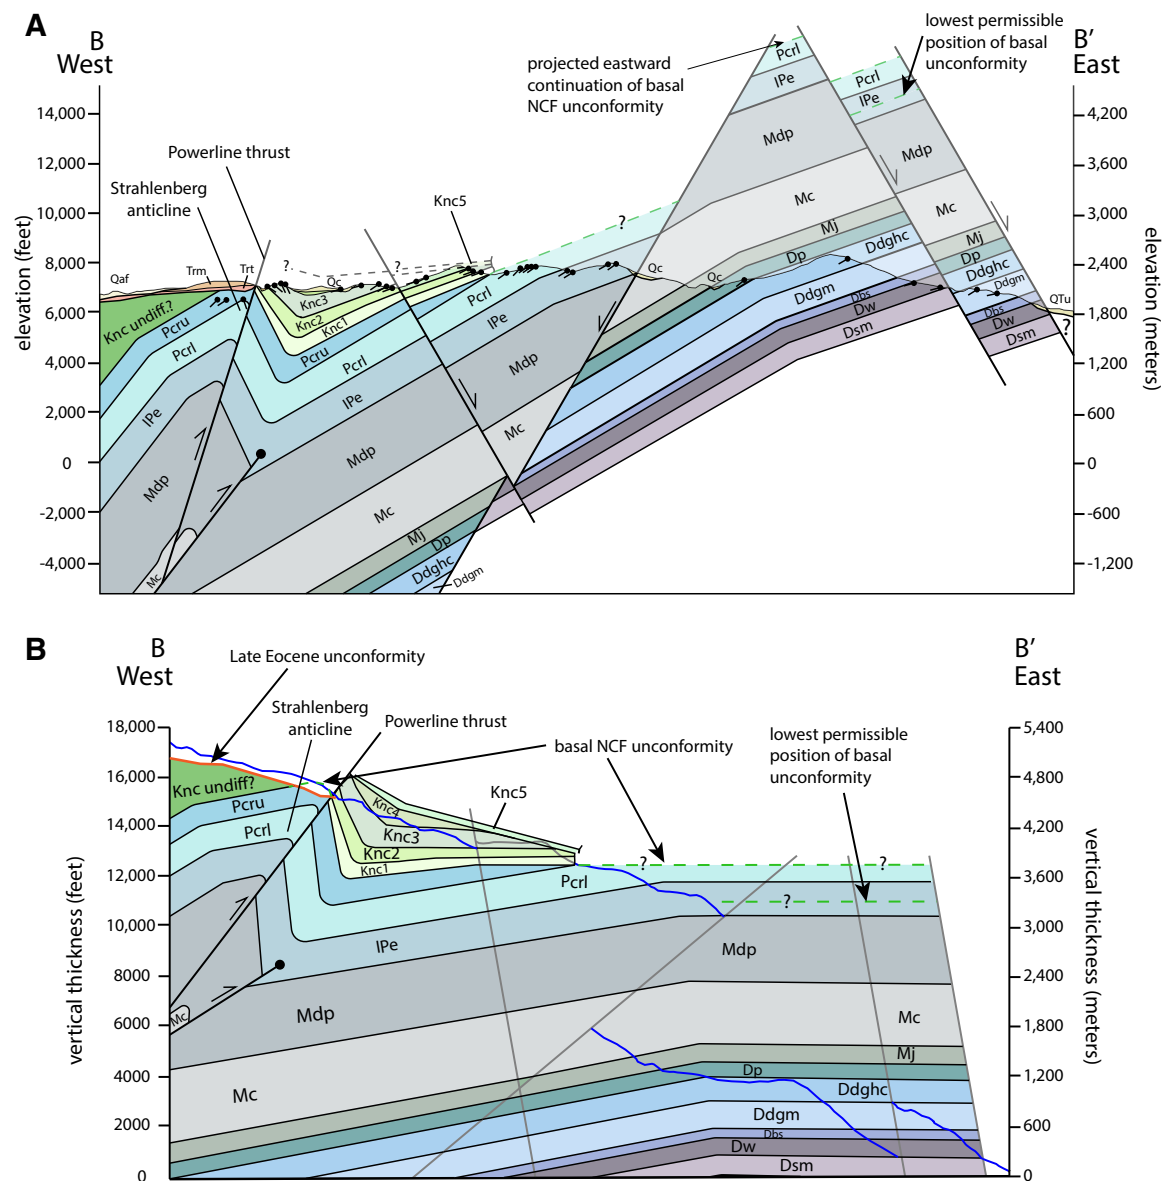 A
B
West
B′
East
lowest permissible
position of basal
unconformity
projected eastward
continuation of basal
NCF unconformity
Powerline thrust
Strahlenberg
anticline
Knc5
elevation (feet)
14,000
12,000
10,000
8,000
6,000
4,000
2,000
0
-2,000
-4,000
elevation (meters)
4,200
3,600
3,000
2,400
1,800
1,200
600
0
-600
-1,200
Pcrl
IPe
Mdp
Mc
Mj
Dp
Ddghc
Ddgm
Dbs
Dw
Dsm
Pcrl
IPe
Mdp
Mc
Mj
Dp
Ddghc
Ddgm
Dbs
Dw
Dsm
QTu
?
Qaf
Trm
Trt
?
?
?
Qc
Qc
Qc
Knc undiff.?
Pcru
Pcrl
IPe
Mdp
Mc
Knc3
Knc2
Knc1
Pcru
Pcrl
IPe
Mdp
Mc
Mj
Dp
Ddghc
Ddgm
Pcrl
IPe
Mdp
Mc
B
B
West
B′
East
Late Eocene unconformity
Strahlenberg
anticline
Powerline thrust
basal NCF unconformity
lowest permissible
position of basal
unconformity
Knc5
vertical thickness (feet)
18,000
16,000
14,000
12,000
10,000
8000
6000
4000
2000
0
vertical thickness (meters)
5,400
4,800
4,200
3,600
3,000
2,400
1,800
1,200
600
0
Knc undiff?
Pcru
Pcrl
Knc4
Knc3
Knc2
Knc1
Pcrl
?
?
?
IPe
Mdp
Mdp
Mc
Mc
Mc
Mj
Dp
Ddghc
Ddgm
Dbs
Dw
Dsm